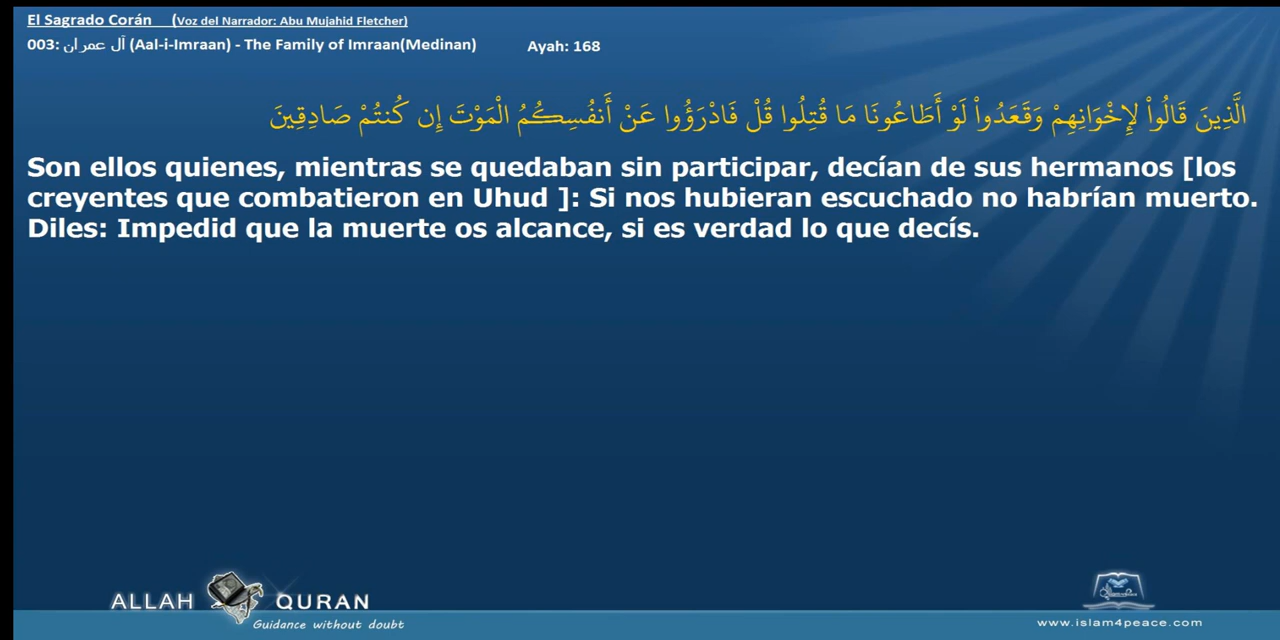 El Sagrado Corán (Voz del Narrador: Abu Mujahid Fletcher)
003: آل عمران (Aal-i-Imraan) - The Family of Imraan(Medinan) Ayah: 168
الَّذِينَ قَالُواْ لإِخْوَانِهِمْ وَقَعَدُواْ لَوْ أَطَاعُونَا مَا قُتِلُوا قُلْ فَادْرَؤُوا عَنْ أَنفُسِكُمُ الْمَوْتَ إِن كُنتُمْ صَادِقِينَ
Son ellos quienes, mientras se quedaban sin participar, decían de sus hermanos [los
creyentes que combatieron en Uhud ]: Si nos hubieran escuchado no habrían muerto.
Diles: Impedid que la muerte os alcance, si es verdad lo que decís.
ALLAH QURAN
Guidance without doubt
www.islam4peace.com